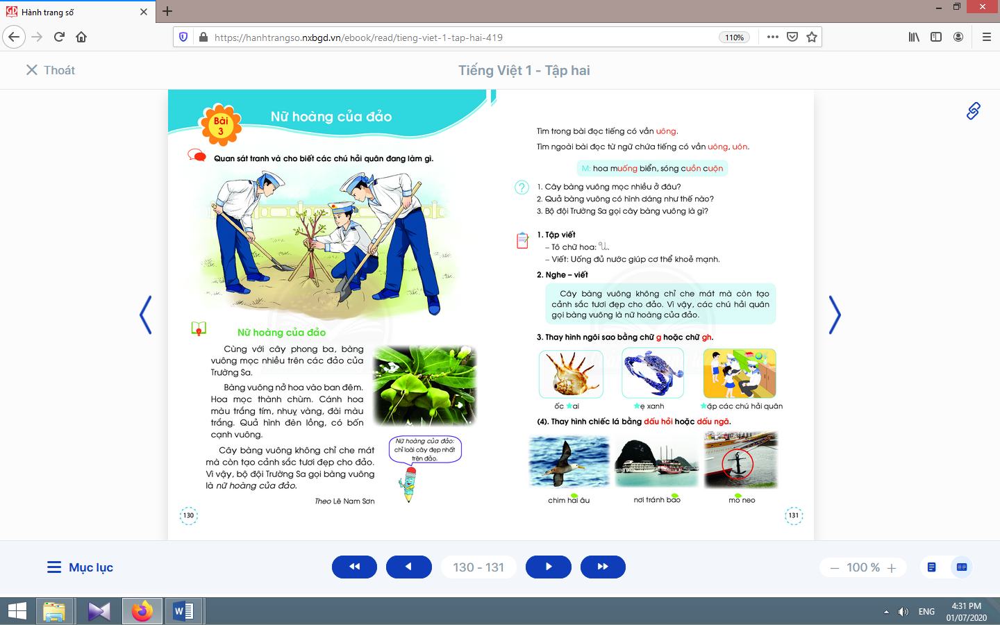 Hành trang số
https://hanhtrangso.nxbgd.vn/ebook/read/tieng-viet-1-tap-hai-419
110%
Thoát
Tiếng Việt 1 - Tập hai
Bài
3
Nữ hoàng của đảo
Quan sát tranh và cho biết các chú hải quân đang làm gì.
Nữ hoàng của đảo
Cùng với cây phong ba, bàng
vuông mọc nhiều trên các đảo của
Trường Sa.
Bàng vuông nở hoa vào ban đêm.
Hoa mọc thành chùm. Cánh hoa
màu trắng tím, nhuỵ vàng, đài màu
trắng. Quả hình đèn lồng, có bốn
cạnh vuông.
Cây bàng vuông không chỉ che mát
mà còn tạo cảnh sắc tươi đẹp cho đảo.
Vì vậy, bộ đội Trường Sa gọi bàng vuông
là nữ hoàng của đảo.
Theo Lê Nam Sơn
Nữ hoàng của đảo:
chỉ loài cây đẹp nhất
trên đảo.
130
Tìm trong bài đọc tiếng có vần uông.
Tìm ngoài bài đọc từ ngữ chứa tiếng có vần uông, uôn.
M: hoa muống biển, sóng cuồn cuộn
?
1. Cây bàng vuông mọc nhiều ở đâu?
2. Quả bàng vuông có hình dáng như thế nào?
3. Bộ đội Trường Sa gọi cây bàng vuông là gì?
1. Tập viết
– Tô chữ hoa: U.
– Viết: Uống đủ nước giúp cơ thể khoẻ mạnh.
2. Nghe – viết
Cây bàng vuông không chỉ che mát mà còn tạo
cảnh sắc tươi đẹp cho đảo. Vì vậy, các chú hải quân
gọi bàng vuông là nữ hoàng của đảo.
3. Thay hình ngôi sao bằng chữ g hoặc chữ gh.
ốc ★ai
★ẹ xanh
★ặp các chú hải quân
(4). Thay hình chiếc lá bằng dấu hỏi hoặc dấu ngã.
chim hai âu
nơi tránh bao
mo neo
131
Mục lục
130 - 131
100 %
ENG
4:31 PM
01/07/2020